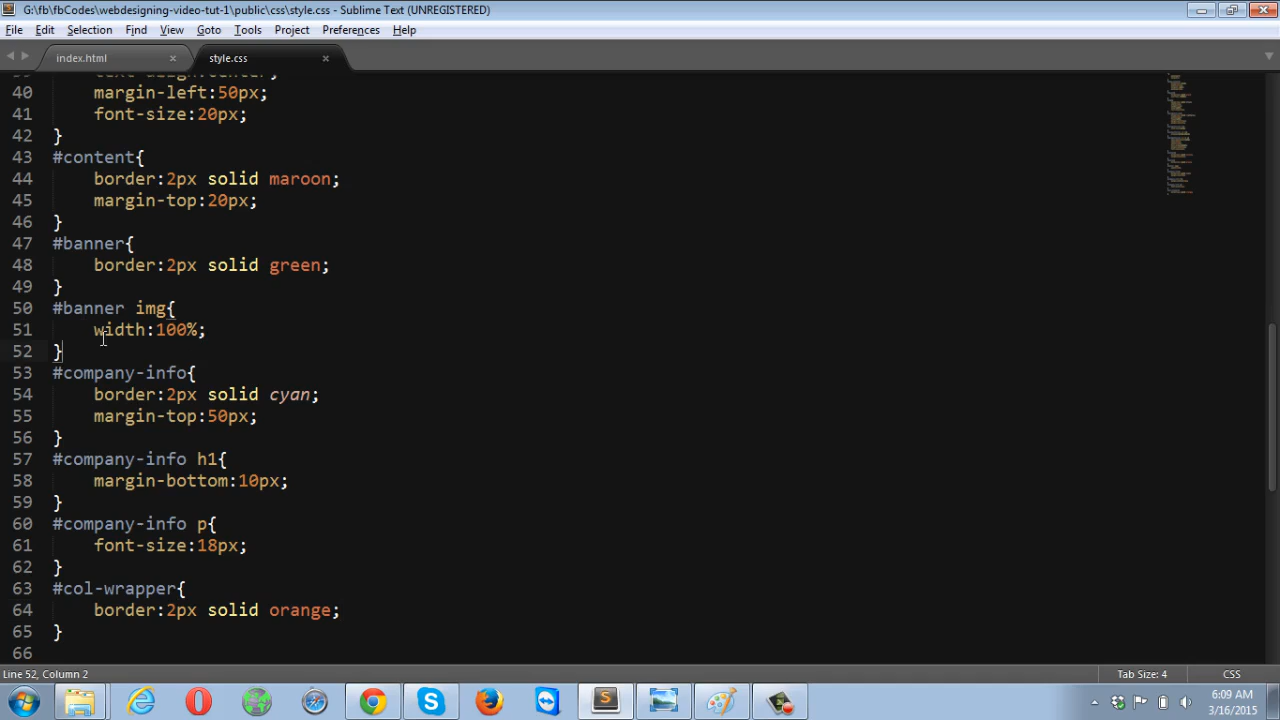 G:\fb\fbCodes\webdesigning-video-tut-1\public\css\style.css - Sublime Text (UNREGISTERED)
File Edit Selection Find View Goto Tools Project Preferences Help
index.html × style.css ×
40 margin-left:50px;
41 font-size:20px;
42 }
43 #content{
44 border:2px solid maroon;
45 margin-top:20px;
46 }
47 #banner{
48 border:2px solid green;
49 }
50 #banner img{
51 width:100%;
52 }
53 #company-info{
54 border:2px solid cyan;
55 margin-top:50px;
56 }
57 #company-info h1{
58 margin-bottom:10px;
59 }
60 #company-info p{
61 font-size:18px;
62 }
63 #col-wrapper{
64 border:2px solid orange;
65 }
66
Line 52, Column 2 Tab Size: 4 CSS
6:09 AM
3/16/2015